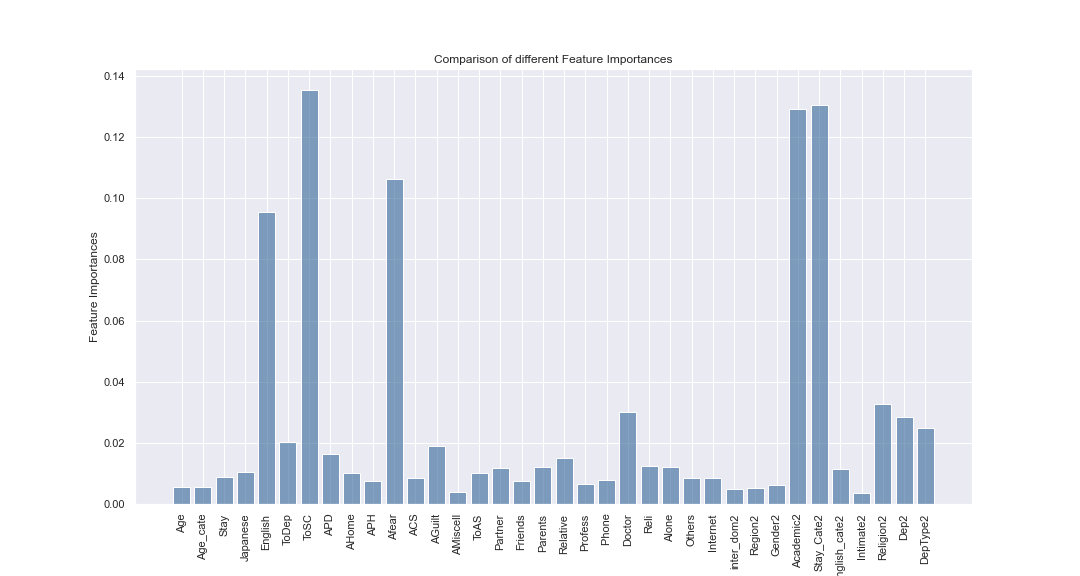 Comparison of different Feature Importances
Feature Importances
0.14
0.12
0.10
0.08
0.06
0.04
0.02
0.00
Age
Age_cate
Stay
Japanese
English
ToDep
ToSC
APD
AHome
APH
Afear
ACS
AGuilt
AMiscell
ToAS
Partner
Friends
Parents
Relative
Profess
Phone
Doctor
Reli
Alone
Others
Internet
inter_dom2
Region2
Gender2
Academic2
Stay_Cate2
nglish_cate2
Intimate2
Religion2
Dep2
DepType2